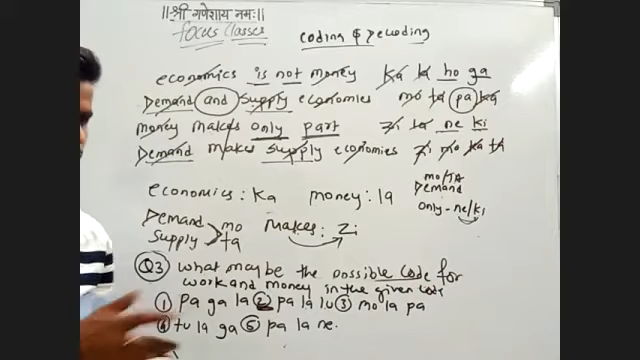 ॥श्री गणेशाय नमः॥
focus Classes
coding & Decoding
economics is not money ka la ho ga
Demand and supply economies mo ta pa ka
money makes only part zi la ne ki
Demand makes supply economies zi mo ka ta
economics : ka money : la
mo/TA
Demand
only - ne/ki
Demand
Supply > mo
ta
makes : zi
Q3 what may be the possible code for
work and money in the given code
① pa ga la ② pa la lu ③ mo la pa
④ tu la ga ⑤ pa la ne.